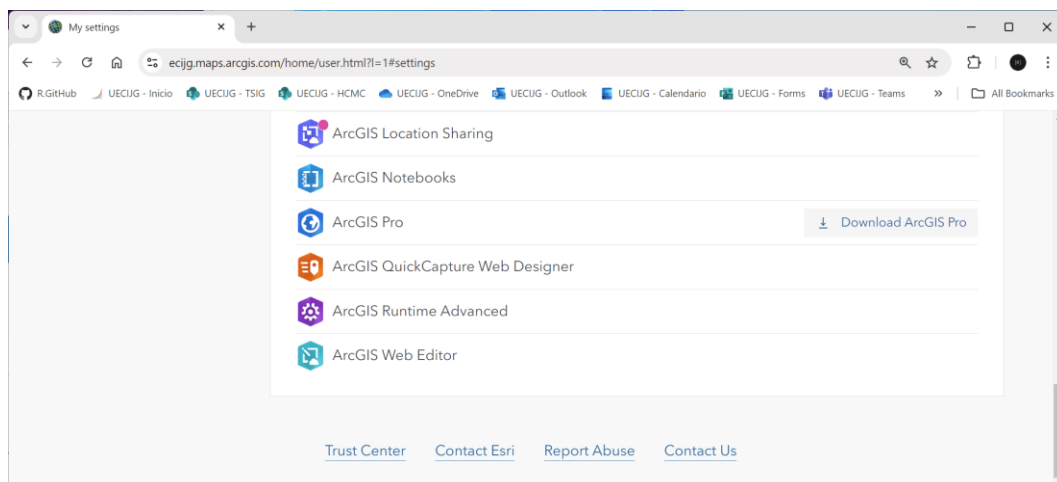 My settings
ecijg.maps.arcgis.com/home/user.html?l=1#settings
R.GitHub UECIJG - Inicio UECIJG - TSIG UECIJG - HCMC UECIJG - OneDrive UECIJG - Outlook UECIJG - Calendario UECIJG - Forms UECIJG - Teams » All Bookmarks
ArcGIS Location Sharing
ArcGIS Notebooks
ArcGIS Pro Download ArcGIS Pro
ArcGIS QuickCapture Web Designer
ArcGIS Runtime Advanced
ArcGIS Web Editor
Trust Center Contact Esri Report Abuse Contact Us